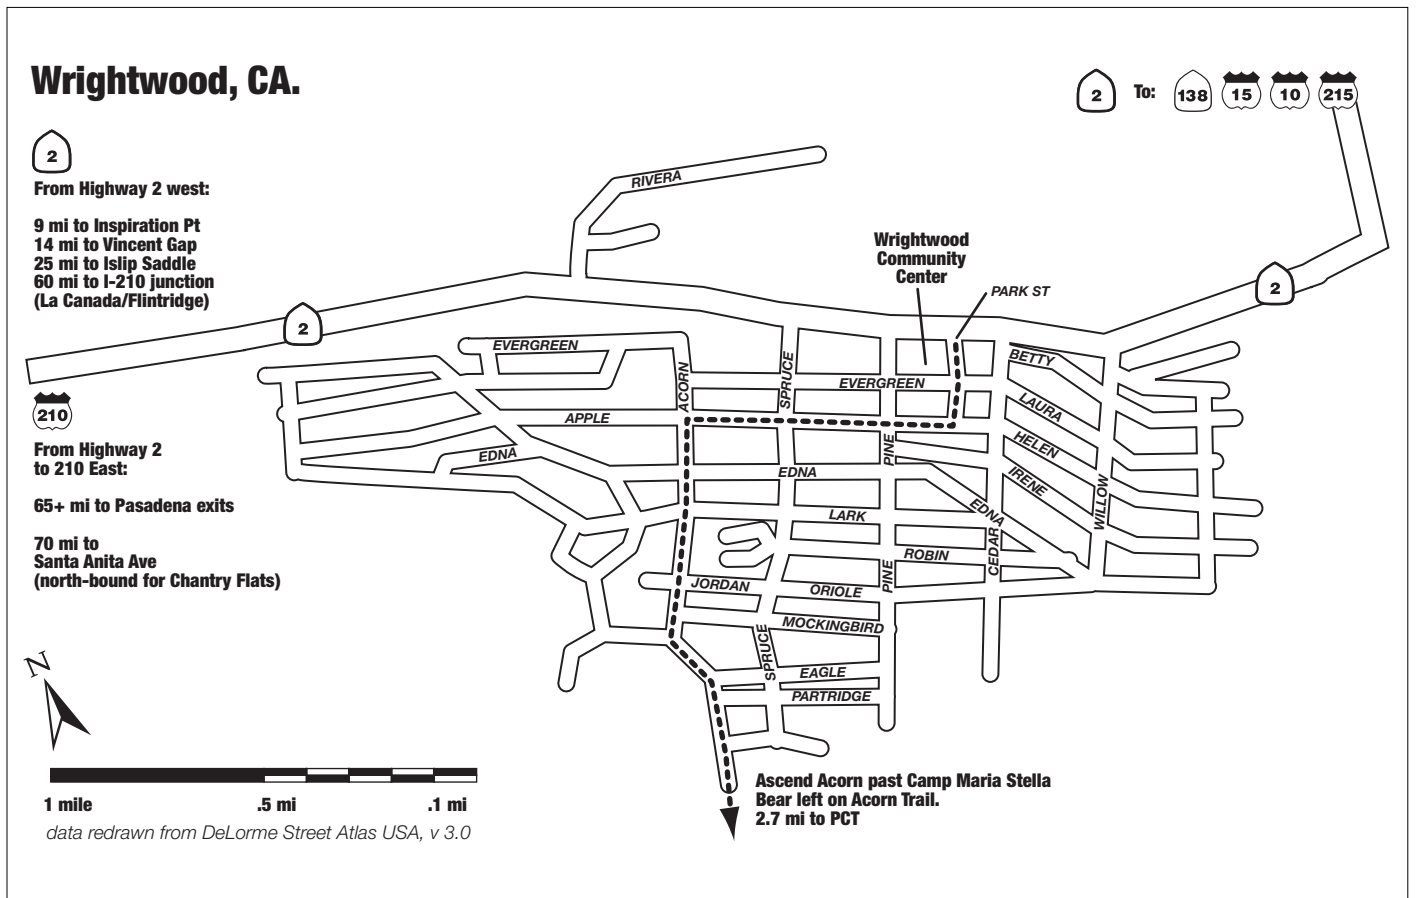 Wrightwood, CA.
2
To:
138
15
10
215
2
From Highway 2 west:
9 mi to Inspiration Pt
14 mi to Vincent Gap
25 mi to Islip Saddle
60 mi to I-210 junction
(La Canada/Flintridge)
RIVERA
Wrightwood
Community
Center
PARK ST
2
2
EVERGREEN
ACORN
SPRUCE
EVERGREEN
BETTY
210
From Highway 2
to 210 East:
65+ mi to Pasadena exits
70 mi to
Santa Anita Ave
(north-bound for Chantry Flats)
APPLE
LAURA
PINE
HELEN
EDNA
EDNA
IRENE
WILLOW
LARK
EDNA
CEDAR
ROBIN
JORDAN
ORIOLE
PINE
MOCKINGBIRD
SPRUCE
EAGLE
PARTRIDGE
N
1 mile
.5 mi
.1 mi
data redrawn from DeLorme Street Atlas USA, v 3.0
Ascend Acorn past Camp Maria Stella
Bear left on Acorn Trail.
2.7 mi to PCT